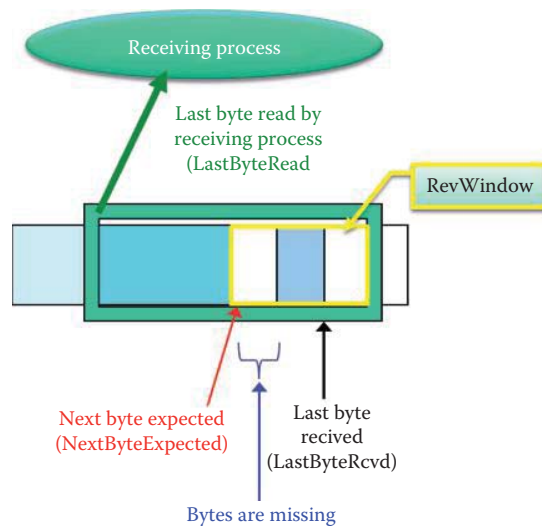 Receiving process
Last byte read by
receiving process
(LastByteRead
RevWindow
Next byte expected
(NextByteExpected)
Last byte
recived
(LastByteRcvd)
Bytes are missing